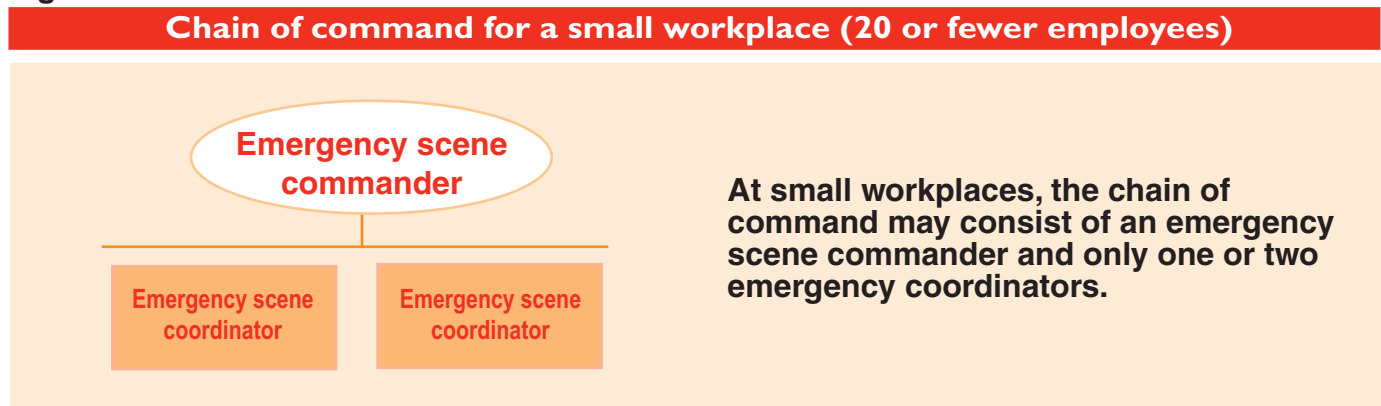 Chain of command for a small workplace (20 or fewer employees)
Emergency scene
commander
Emergency scene
coordinator
Emergency scene
coordinator
At small workplaces, the chain of
command may consist of an emergency
scene commander and only one or two
emergency coordinators.